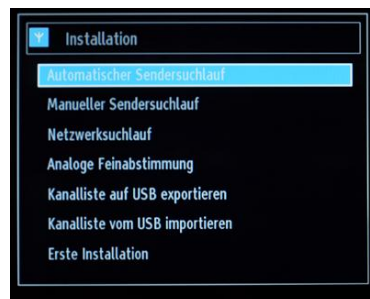 Installation
Automatischer Sendersuchlauf
Manueller Sendersuchlauf
Netzwerksuchlauf
Analoge Feinabstimmung
Kanalliste auf USB exportieren
Kanalliste vom USB importieren
Erste Installation